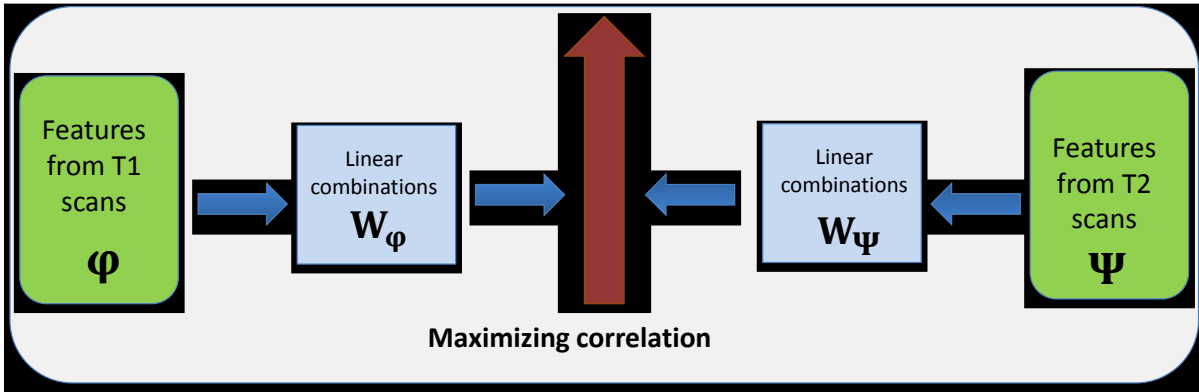 Features
from T1
scans
φ
Linear
combinations
Wφ
Maximizing correlation
Linear
combinations
WΨ
Features
from T2
scans
Ψ